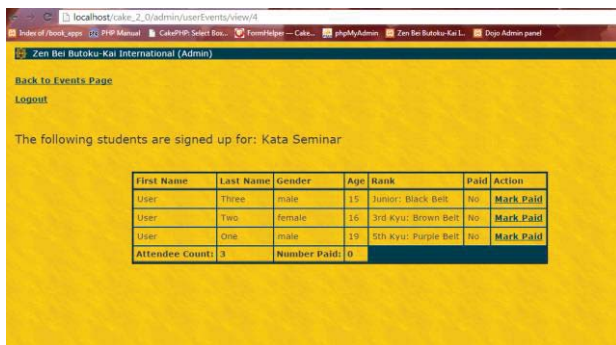 localhost/cake_2_0/admin/userEvents/view/4
Index of /book_apps PHP Manual CakePHP: Select Box... FormHelper — Cake... phpMyAdmin Zen Bei Butoku-Kai I... Dojo Admin panel
Zen Bei Butoku-Kai International (Admin)
Back to Events Page
Logout
The following students are signed up for: Kata Seminar
First Name Last Name Gender Age Rank Paid Action
User Three male 15 Junior: Black Belt No Mark Paid
User Two female 16 3rd Kyu: Brown Belt No Mark Paid
User One male 19 5th Kyu: Purple Belt No Mark Paid
Attendee Count: 3 Number Paid: 0